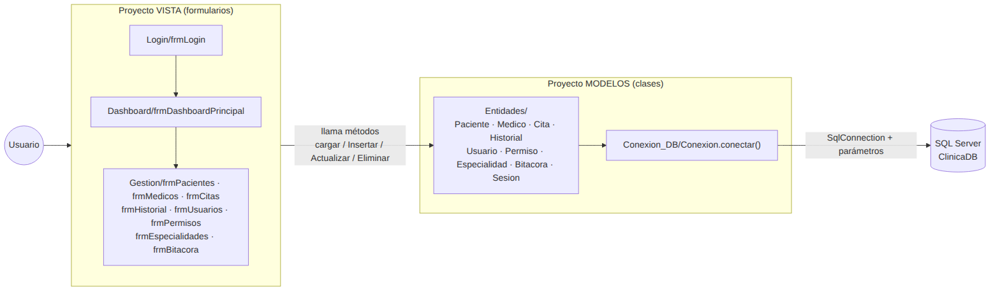 Usuario
Proyecto VISTA (formularios)
Login/frmLogin
Dashboard/frmDashboardPrincipal
Gestion/frmPacientes ·
frmMedicos · frmCitas
frmHistorial · frmUsuarios ·
frmPermisos
frmEspecialidades ·
frmBitacora
llama métodos
cargar / Insertar /
Actualizar / Eliminar
Proyecto MODELOS (clases)
Entidades/
Paciente · Medico · Cita ·
Historial
Usuario · Permiso ·
Especialidad · Bitacora ·
Sesion
Conexion_DB/Conexion.conectar()
SqlConnection +
parámetros
SQL Server
ClinicaDB